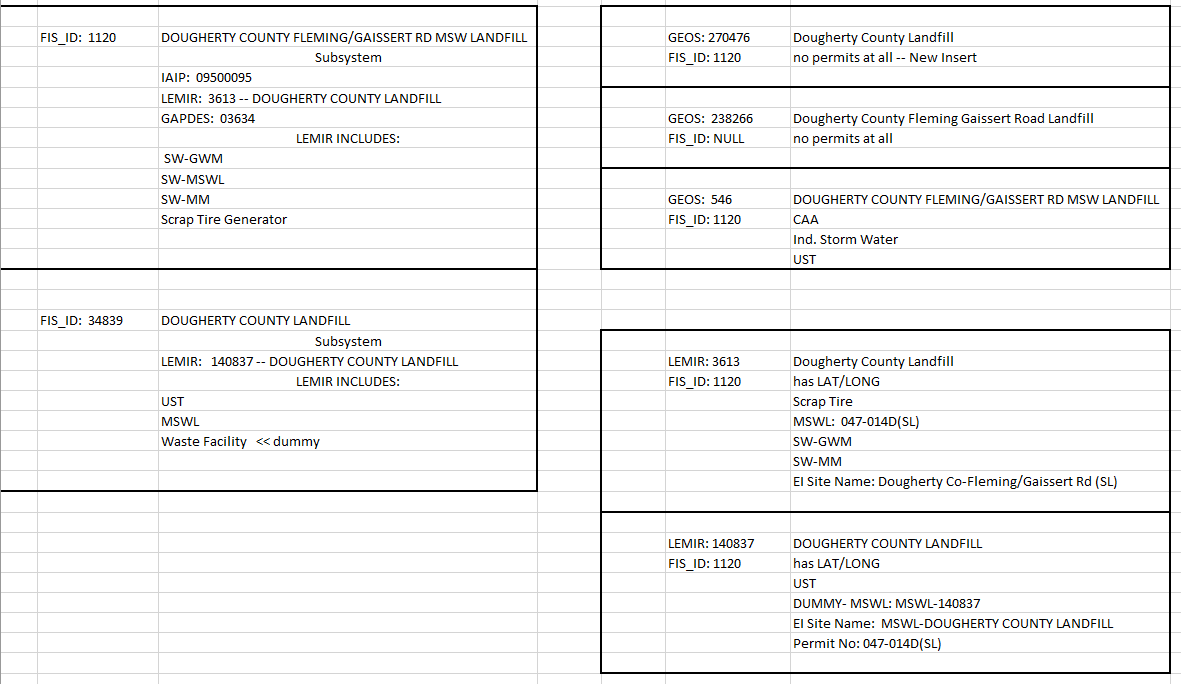 FIS_ID: 1120 DOUGHERTY COUNTY FLEMING/GAISSERT RD MSW LANDFILL
Subsystem
IAIP: 09500095
LEMIR: 3613 -- DOUGHERTY COUNTY LANDFILL
GAPDES: 03634
LEMIR INCLUDES:
SW-GWM
SW-MSWL
SW-MM
Scrap Tire Generator
FIS_ID: 34839 DOUGHERTY COUNTY LANDFILL
Subsystem
LEMIR: 140837 -- DOUGHERTY COUNTY LANDFILL
LEMIR INCLUDES:
UST
MSWL
Waste Facility << dummy
GEOS: 270476 Dougherty County Landfill
FIS_ID: 1120 no permits at all -- New Insert
GEOS: 238266 Dougherty County Fleming Gaissert Road Landfill
FIS_ID: NULL no permits at all
GEOS: 546 DOUGHERTY COUNTY FLEMING/GAISSERT RD MSW LANDFILL
FIS_ID: 1120 CAA
Ind. Storm Water
UST
LEMIR: 3613 Dougherty County Landfill
FIS_ID: 1120 has LAT/LONG
Scrap Tire
MSWL: 047-014D(SL)
SW-GWM
SW-MM
EI Site Name: Dougherty Co-Fleming/Gaissert Rd (SL)
LEMIR: 140837 DOUGHERTY COUNTY LANDFILL
FIS_ID: 1120 has LAT/LONG
UST
DUMMY- MSWL: MSWL-140837
EI Site Name: MSWL-DOUGHERTY COUNTY LANDFILL
Permit No: 047-014D(SL)